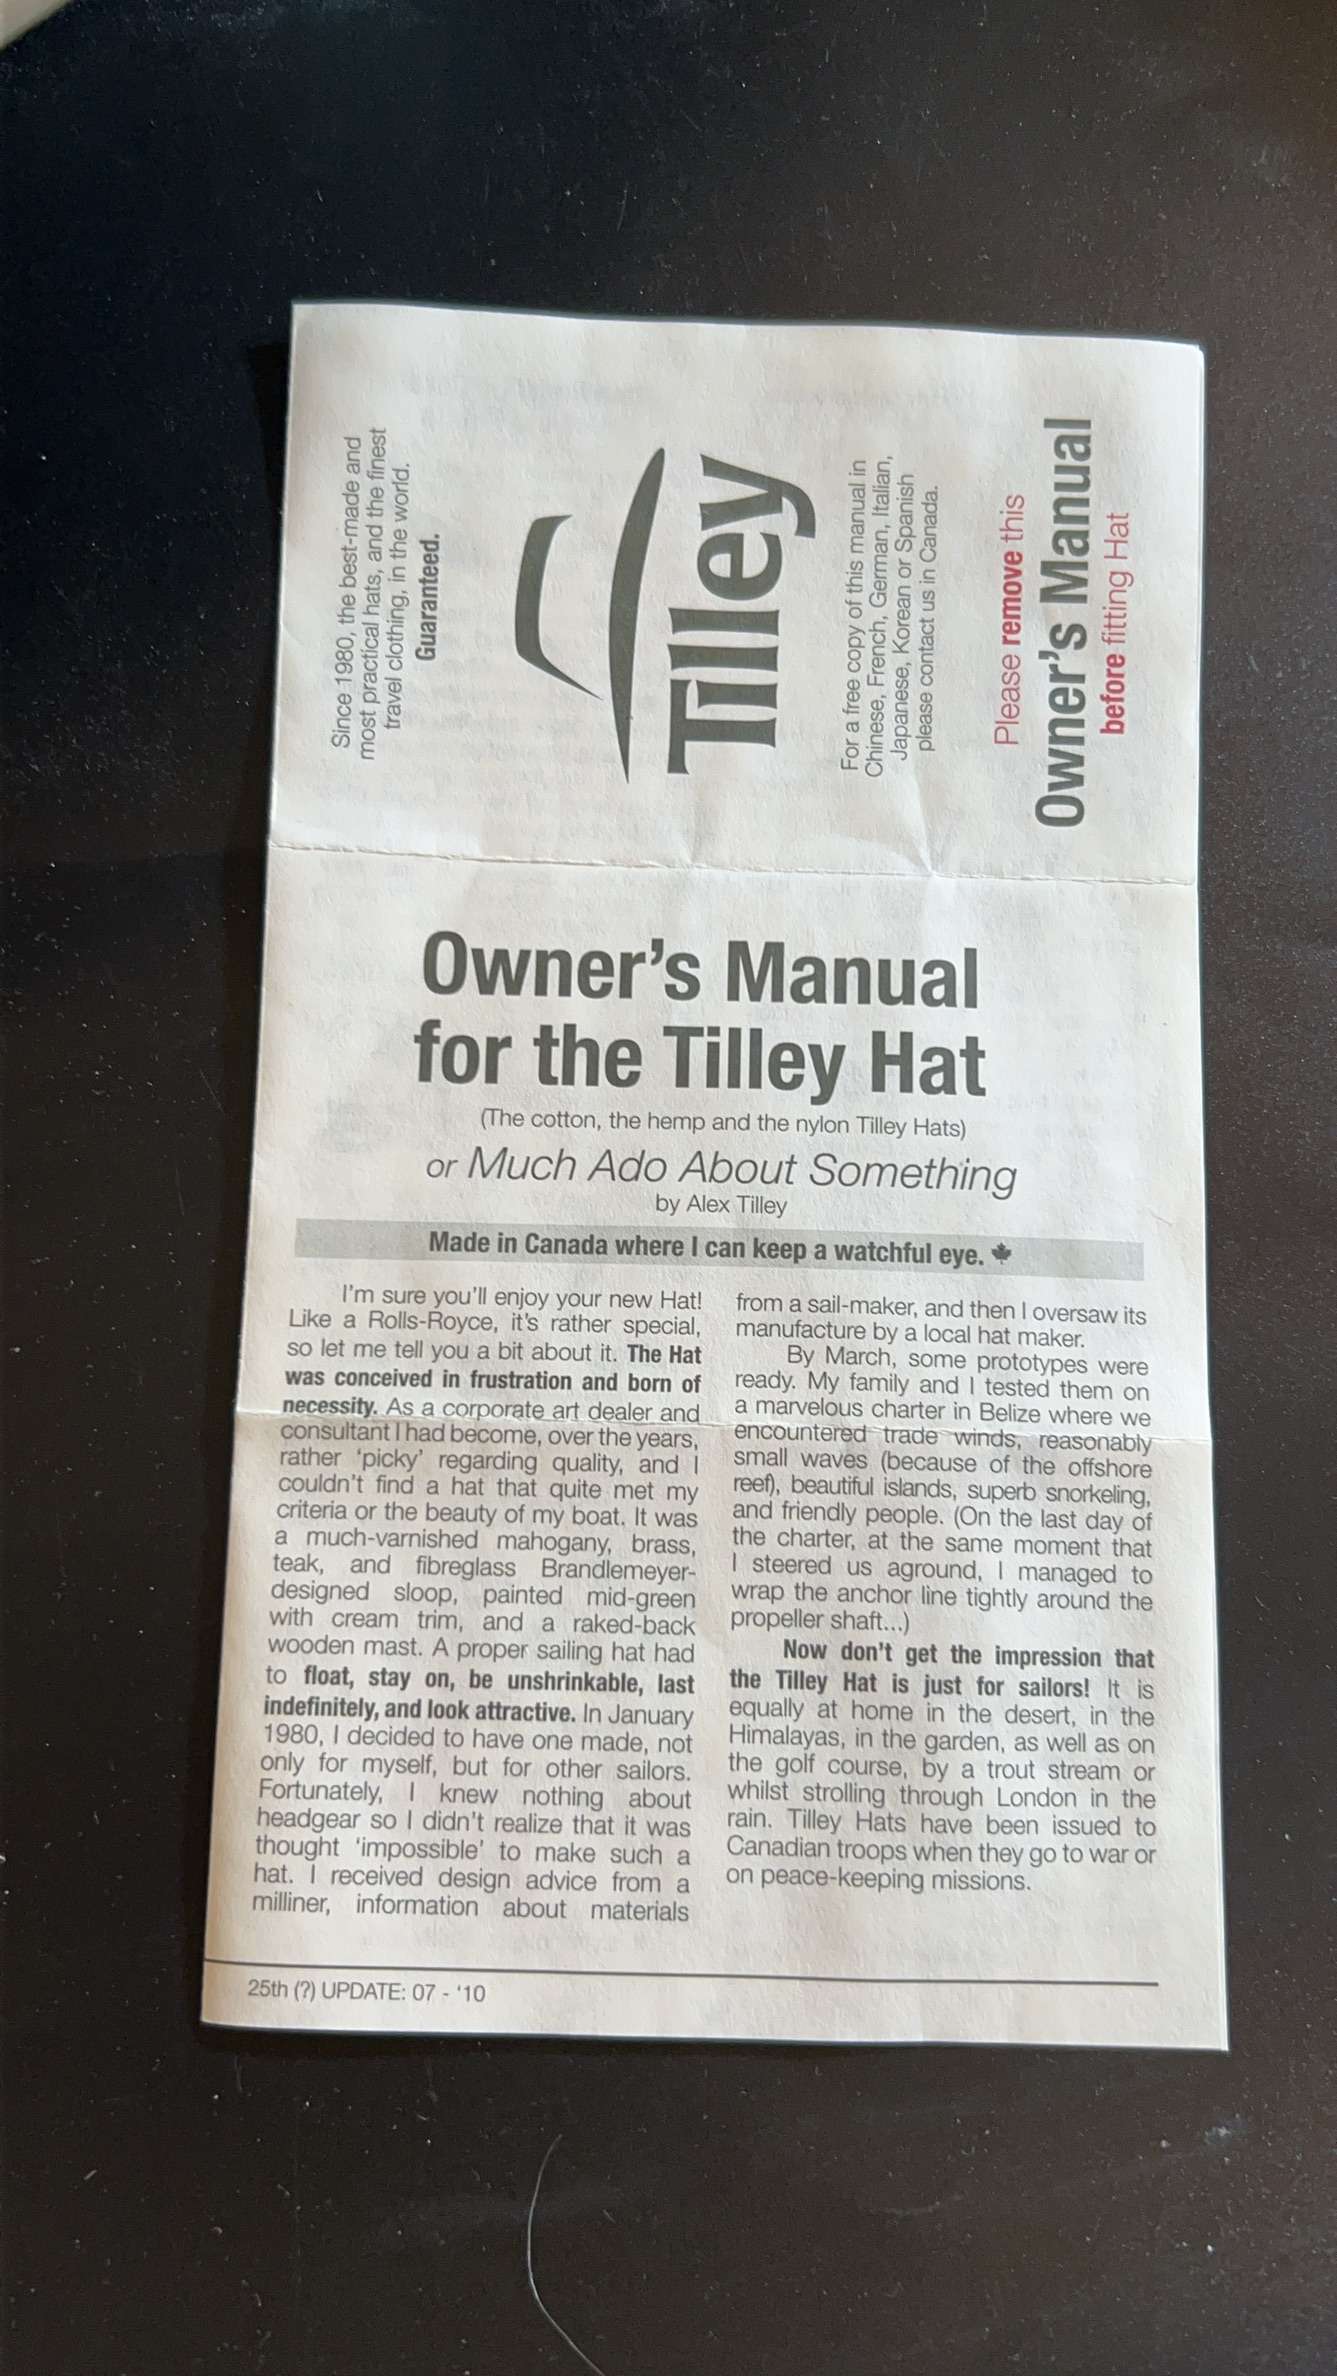 Since 1980, the best-made and
most practical hats, and the finest
travel clothing, in the world.
Guaranteed.
Tilley
For a free copy of this manual in
Chinese, French, German, Italian,
Japanese, Korean or Spanish
please contact us in Canada.
Please remove this
Owner's Manual
before fitting Hat
Owner's Manual
for the Tilley Hat
(The cotton, the hemp and the nylon Tilley Hats)
or Much Ado About Something
by Alex Tilley
Made in Canada where I can keep a watchful eye.
I'm sure you'll enjoy your new Hat!
Like a Rolls-Royce, it's rather special,
so let me tell you a bit about it. The Hat
was conceived in frustration and born of
necessity. As a corporate art dealer and
consultant I had become, over the years,
rather 'picky' regarding quality, and I
couldn't find a hat that quite met my
criteria or the beauty of my boat. It was
a much-varnished mahogany, brass,
teak, and fibreglass Brandlemeyer-
designed sloop, painted mid-green
with cream trim, and a raked-back
wooden mast. A proper sailing hat had
to float, stay on, be unshrinkable, last
indefinitely, and look attractive. In January
1980, I decided to have one made, not
only for myself, but for other sailors.
Fortunately, I knew nothing about
headgear so I didn't realize that it was
thought 'impossible' to make such a
hat. I received design advice from a
milliner, information about materials
from a sail-maker, and then I oversaw its
manufacture by a local hat maker.
By March, some prototypes were
ready. My family and I tested them on
a marvelous charter in Belize where we
encountered trade winds, reasonably
small waves (because of the offshore
reef), beautiful islands, superb snorkeling,
and friendly people. (On the last day of
the charter, at the same moment that
I steered us aground, I managed to
wrap the anchor line tightly around the
propeller shaft...)
Now don't get the impression that
the Tilley Hat is just for sailors! It is
equally at home in the desert, in the
Himalayas, in the garden, as well as on
the golf course, by a trout stream or
whilst strolling through London in the
rain. Tilley Hats have been issued to
Canadian troops when they go to war or
on peace-keeping missions.
25th (?) UPDATE: 07 - '10